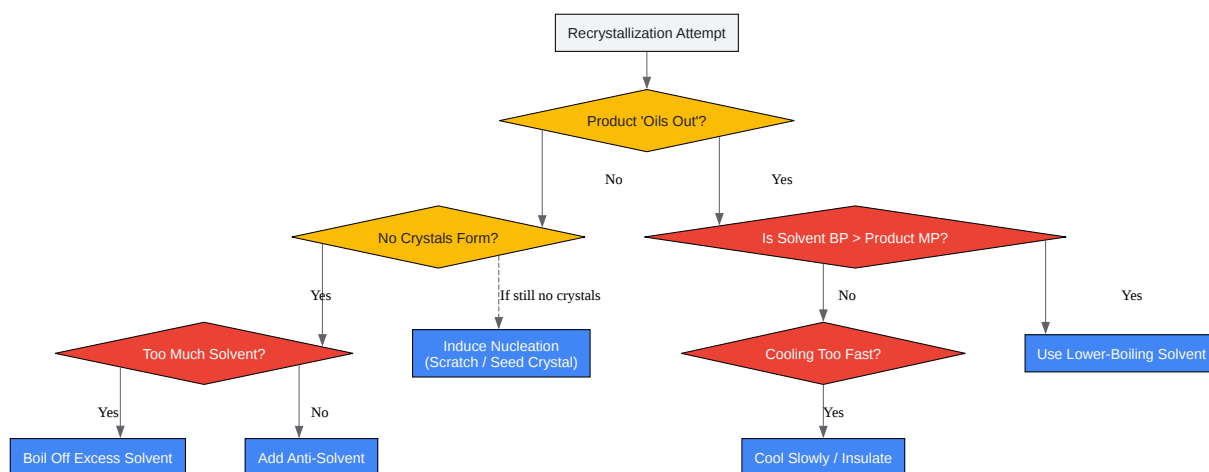 Recrystallization Attempt
Product 'Oils Out'?
No
Yes
No Crystals Form?
Is Solvent BP > Product MP?
Yes
If still no crystals
No
Yes
Induce Nucleation
(Scratch / Seed Crystal)
Too Much Solvent?
Cooling Too Fast?
Use Lower-Boiling Solvent
Yes
No
Yes
Boil Off Excess Solvent
Add Anti-Solvent
Cool Slowly / Insulate